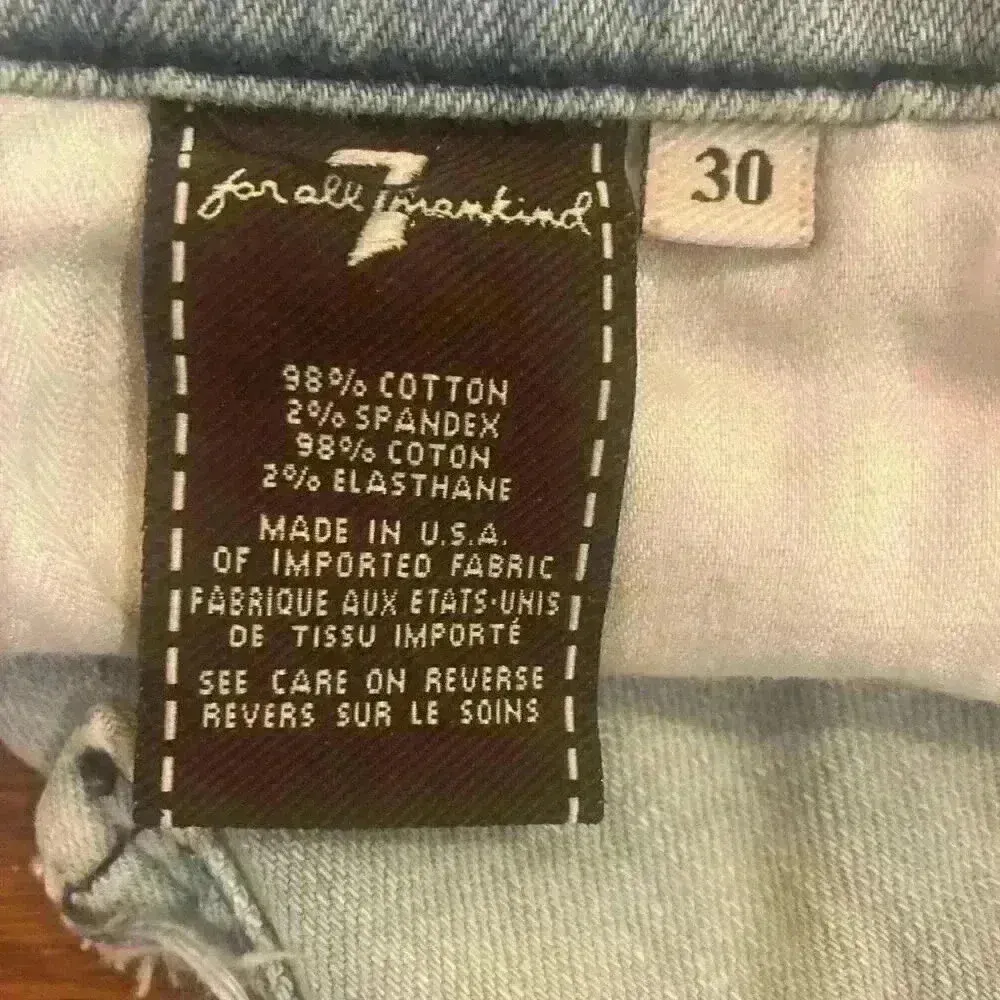 for all 7 mankind
30
98% COTTON
2% SPANDEX
98% COTON
2% ELASTHANE
MADE IN U.S.A.
OF IMPORTED FABRIC
FABRIQUE AUX ETATS-UNIS
DE TISSU IMPORTÉ
SEE CARE ON REVERSE
REVERS SUR LE SOINS